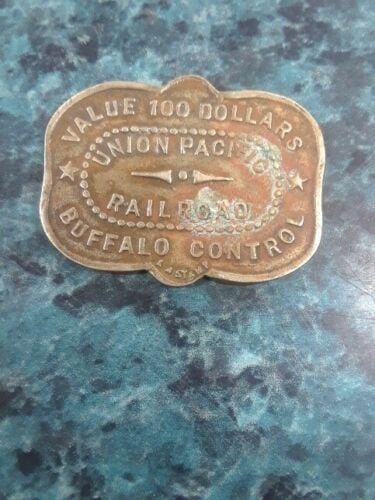 VALUE 100 DOLLARS
UNION PACIFIC
RAILROAD
BUFFALO CONTROL